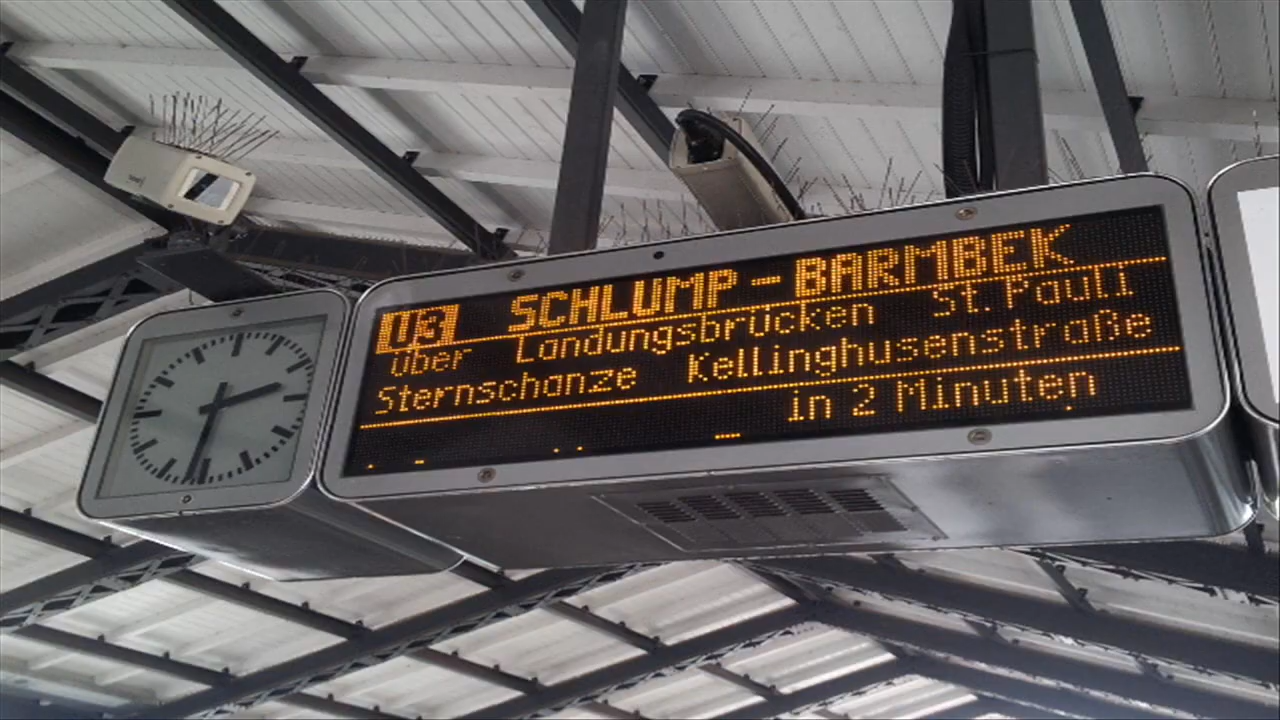 U3 SCHLUMP - BARMBEK
über Landungsbrücken St. Pauli
Sternschanze Kellinghusenstraße
in 2 Minuten